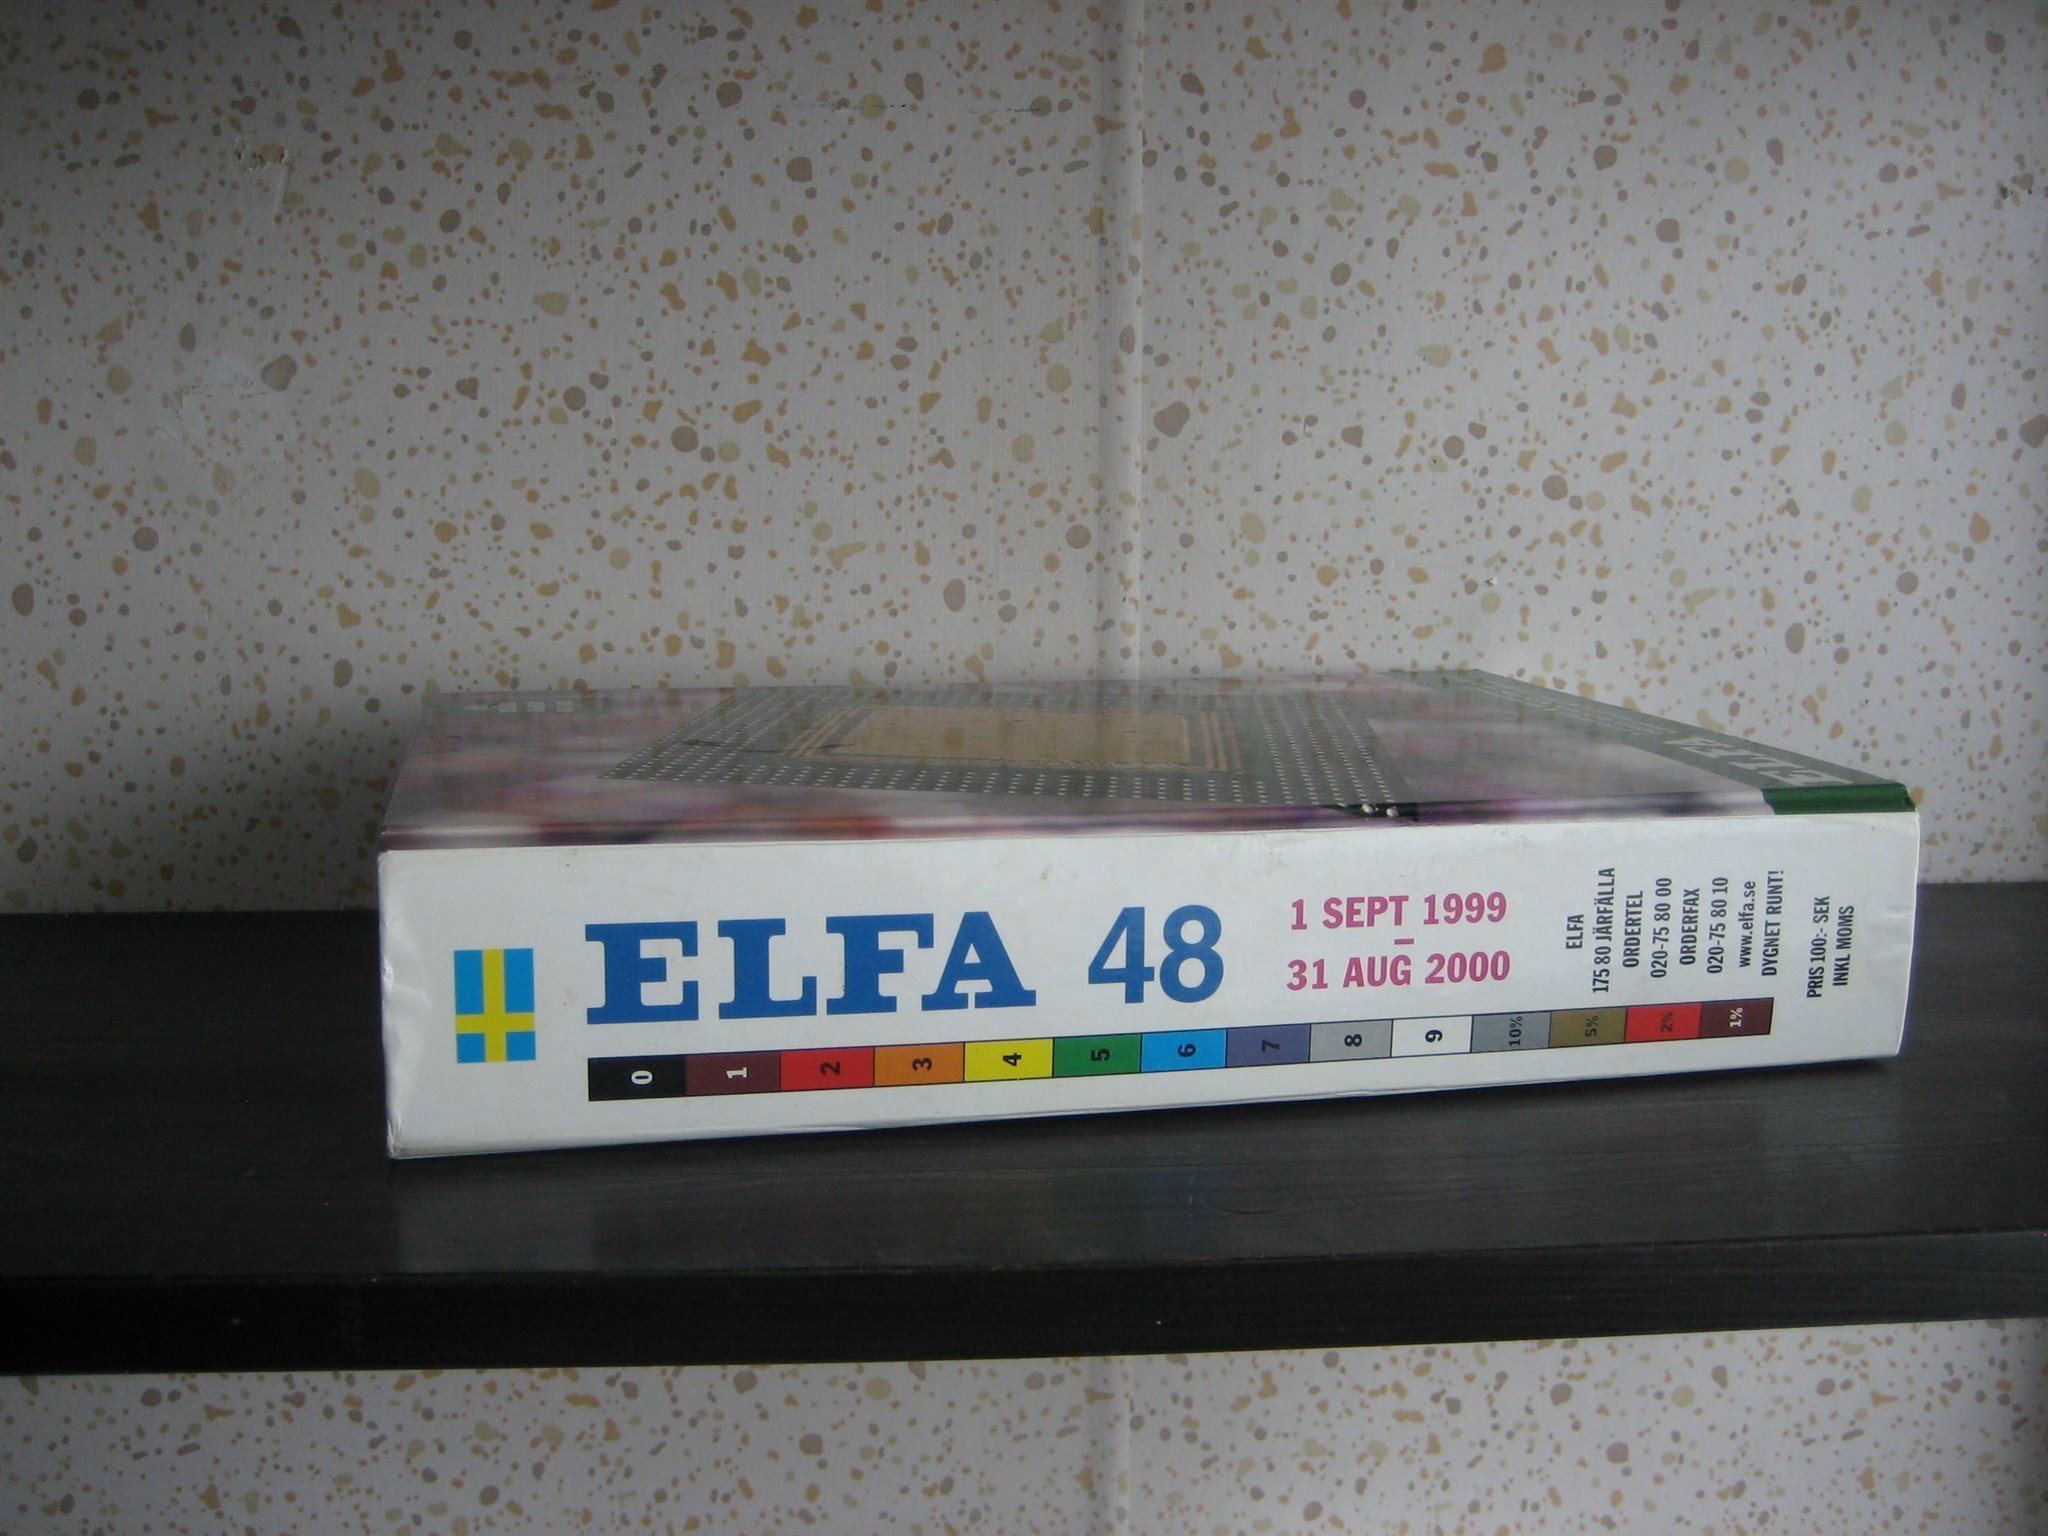 ELFA 48
1 SEPT 1999
–
31 AUG 2000
ELFA
175 80 JÄRFÄLLA
ORDERTEL
020-75 80 00
ORDERFAX
020-75 80 10
www.elfa.se
DYGNET RUNT!
PRIS 100:- SEK
INKL MOMS
0 1 2 3 4 5 6 7 8 9 10% 5% 2% 1%
ELFA